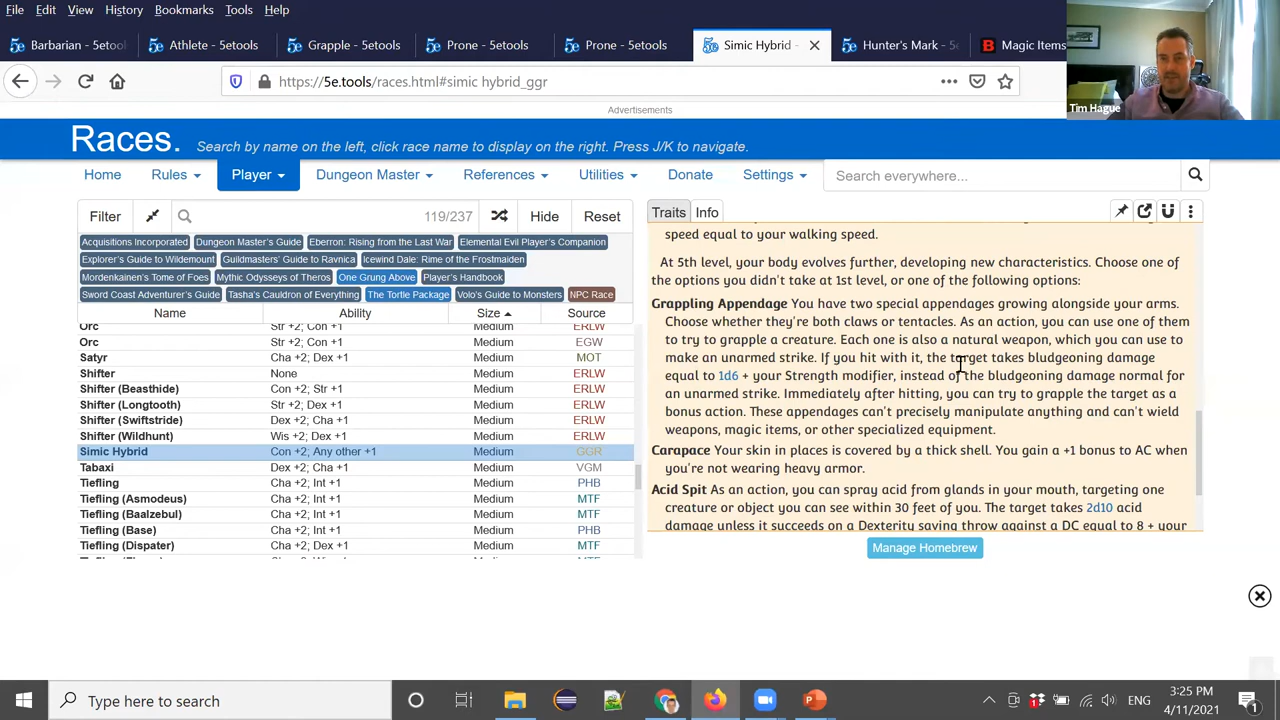 File Edit View History Bookmarks Tools Help
Barbarian - 5etool
Athlete - 5etools
Grapple - 5etools
Prone - 5etools
Prone - 5etools
Simic Hybrid -
Hunter's Mark - 5e
Magic Items
https://5e.tools/races.html#simic hybrid_ggr
Tim Hague
Advertisements
Races. Search by name on the left, click race name to display on the right. Press J/K to navigate.
Home Rules Player Dungeon Master References Utilities Donate Settings Search everywhere...
Filter 119/237 Hide Reset
Acquisitions Incorporated Dungeon Master's Guide Eberron: Rising from the Last War Elemental Evil Player's Companion
Explorer's Guide to Wildemount Guildmasters' Guide to Ravnica Icewind Dale: Rime of the Frostmaiden
Mordenkainen's Tome of Foes Mythic Odysseys of Theros One Grung Above Player's Handbook
Sword Coast Adventurer's Guide Tasha's Cauldron of Everything The Tortle Package Volo's Guide to Monsters NPC Race
Name Ability Size Source
Orc Str +2; Con +1 Medium ERLW
Orc Str +2; Con +1 Medium EGW
Satyr Cha +2; Dex +1 Medium MOT
Shifter None Medium ERLW
Shifter (Beasthide) Con +2; Str +1 Medium ERLW
Shifter (Longtooth) Str +2; Dex +1 Medium ERLW
Shifter (Swiftstride) Dex +2; Cha +1 Medium ERLW
Shifter (Wildhunt) Wis +2; Dex +1 Medium ERLW
Simic Hybrid Con +2; Any other +1 Medium GGR
Tabaxi Dex +2; Cha +1 Medium VGM
Tiefling Cha +2; Int +1 Medium PHB
Tiefling (Asmodeus) Cha +2; Int +1 Medium MTF
Tiefling (Baalzebul) Cha +2; Int +1 Medium MTF
Tiefling (Base) Cha +2; Int +1 Medium PHB
Tiefling (Dispater) Cha +2; Dex +1 Medium MTF
Traits Info
speed equal to your walking speed.
At 5th level, your body evolves further, developing new characteristics. Choose one of
the options you didn't take at 1st level, or one of the following options:
Grappling Appendage You have two special appendages growing alongside your arms.
Choose whether they're both claws or tentacles. As an action, you can use one of them
to try to grapple a creature. Each one is also a natural weapon, which you can use to
make an unarmed strike. If you hit with it, the target takes bludgeoning damage
equal to 1d6 + your Strength modifier, instead of the bludgeoning damage normal for
an unarmed strike. Immediately after hitting, you can try to grapple the target as a
bonus action. These appendages can't precisely manipulate anything and can't wield
weapons, magic items, or other specialized equipment.
Carapace Your skin in places is covered by a thick shell. You gain a +1 bonus to AC when
you're not wearing heavy armor.
Acid Spit As an action, you can spray acid from glands in your mouth, targeting one
creature or object you can see within 30 feet of you. The target takes 2d10 acid
damage unless it succeeds on a Dexterity saving throw against a DC equal to 8 + your
Manage Homebrew
Type here to search
ENG
3:25 PM
4/11/2021